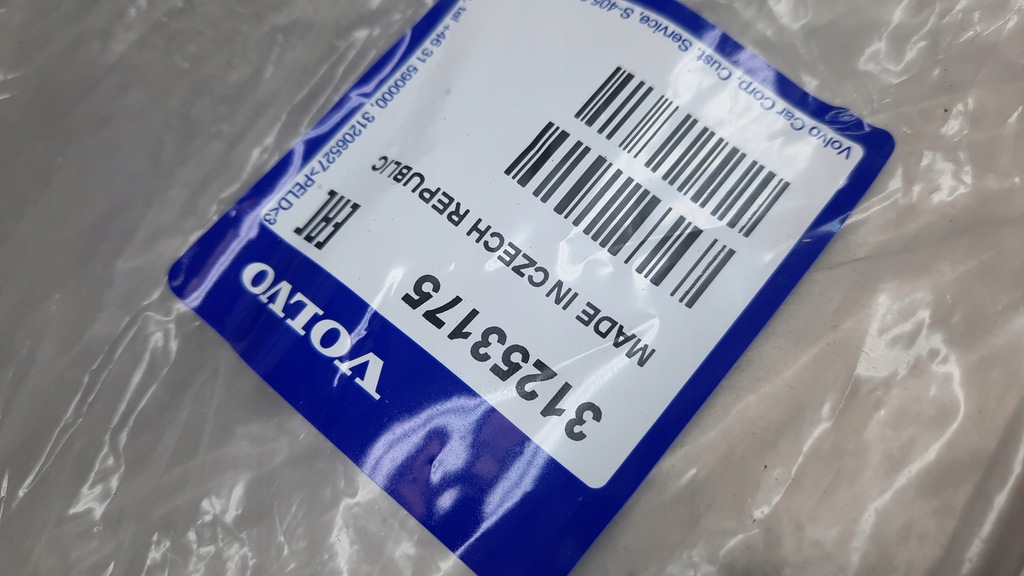 VOLVO
31253175
MADE IN CZECH REPUBLIC
EAC
Volvo Car Corp. Cust. Service, S-405
tel +46 31 590000, 31206527>PELD<3